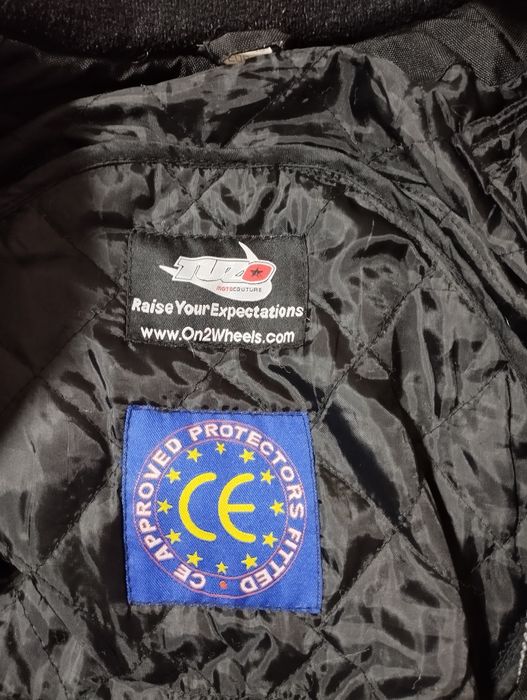 TUZO
MOTOCOUTURE
Raise Your Expectations
www.On2Wheels.com
CE APPROVED PROTECTORS FITTED
CE